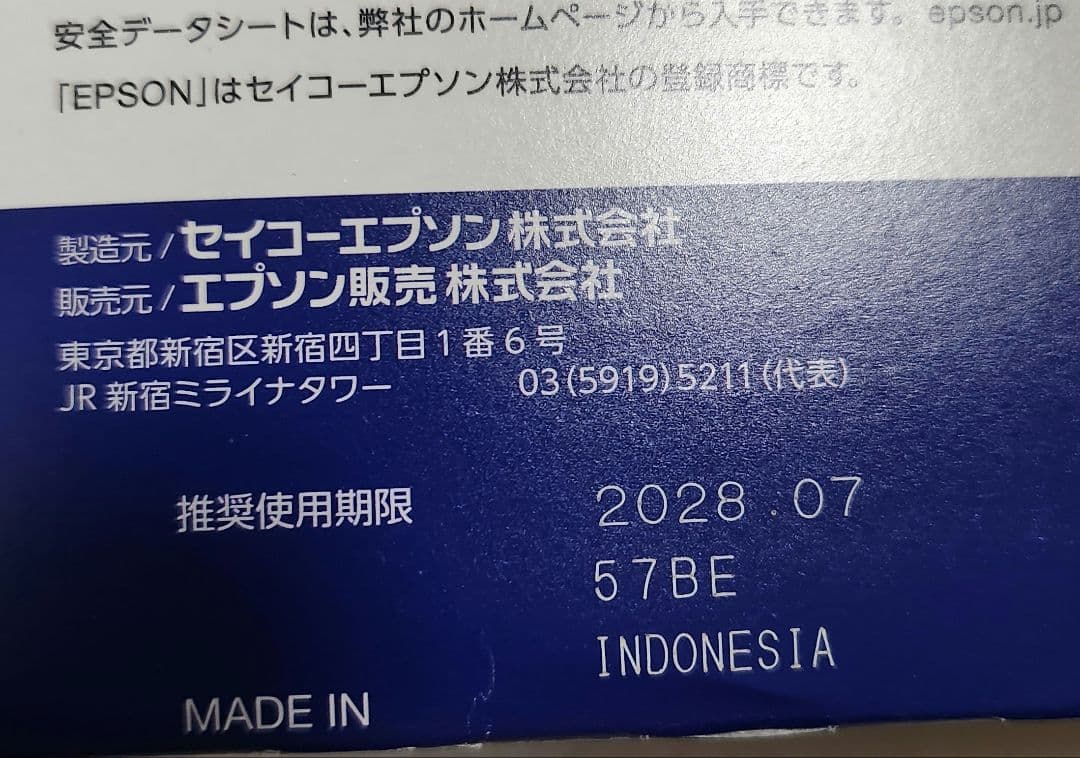 安全データシートは、弊社のホームページから入手できます。epson.jp
「EPSON」はセイコーエプソン株式会社の登録商標です。
製造元/セイコーエプソン株式会社
販売元/エプソン販売株式会社
東京都新宿区新宿四丁目1番6号
JR新宿ミライナタワー 03(5919)5211(代表)
推奨使用期限 2028.07
57BE
INDONESIA
MADE IN